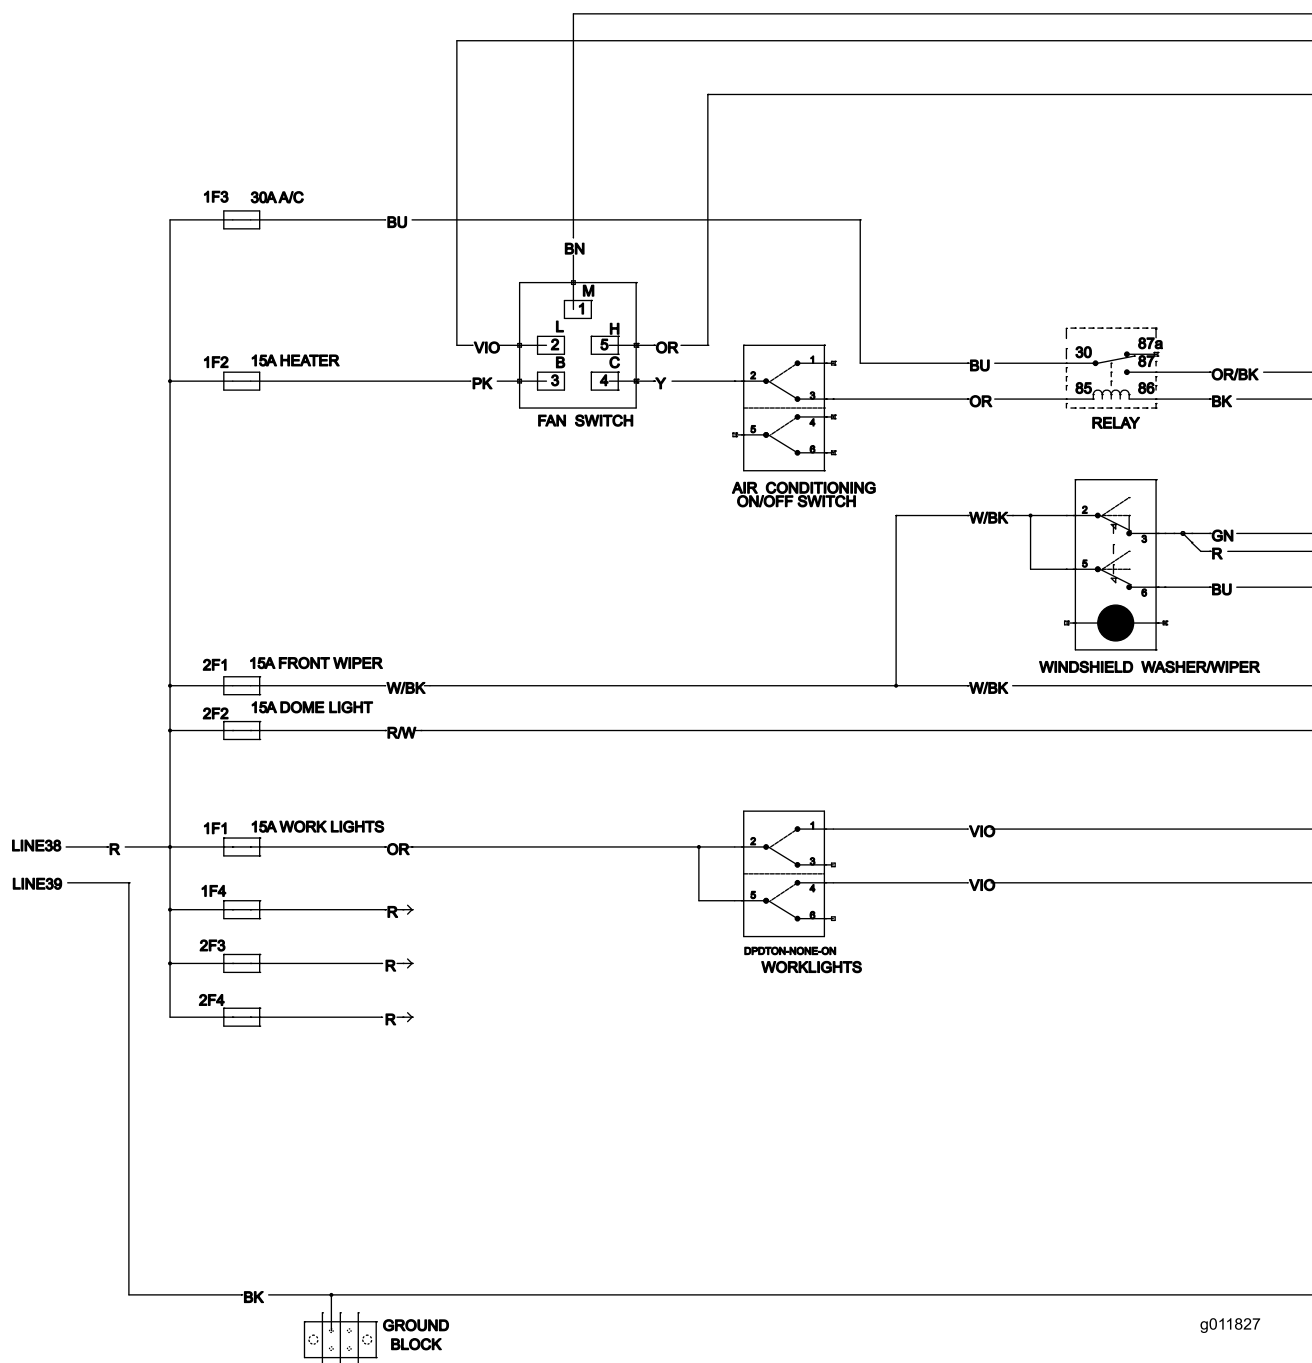 1F3 30A A/C
BU
BN
M
1
L
H
VIO
2
5
OR
B
C
1F2 15A HEATER
PK
3
4
Y
FAN SWITCH
1
2
3
4
5
6
AIR CONDITIONING
ON/OFF SWITCH
BU
OR
30
87a
87
85
86
OR/BK
BK
RELAY
W/BK
2
3
5
6
GN
R
BU
WINDSHIELD WASHER/WIPER
2F1 15A FRONT WIPER
W/BK
W/BK
2F2 15A DOME LIGHT
R/W
1F1 15A WORK LIGHTS
LINE38
R
OR
LINE39
1
2
3
4
5
6
VIO
VIO
DPDTON-NONE-ON
WORKLIGHTS
1F4
R
2F3
R
2F4
R
BK
GROUND
BLOCK
g011827